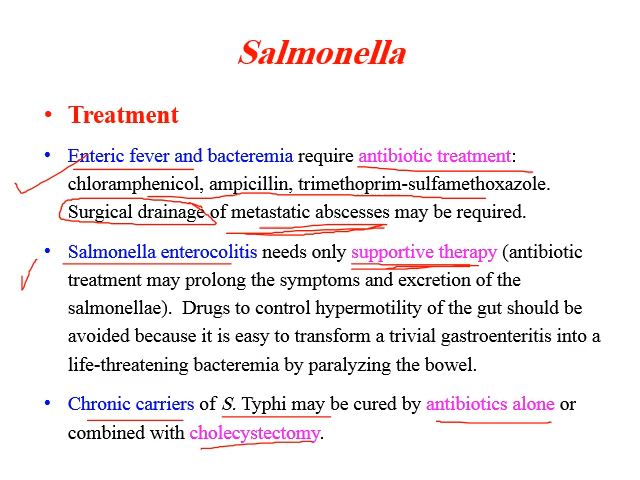 Salmonella
• Treatment
• Enteric fever and bacteremia require antibiotic treatment:
chloramphenicol, ampicillin, trimethoprim-sulfamethoxazole.
Surgical drainage of metastatic abscesses may be required.
• Salmonella enterocolitis needs only supportive therapy (antibiotic
treatment may prolong the symptoms and excretion of the
salmonellae). Drugs to control hypermotility of the gut should be
avoided because it is easy to transform a trivial gastroenteritis into a
life-threatening bacteremia by paralyzing the bowel.
• Chronic carriers of S. Typhi may be cured by antibiotics alone or
combined with cholecystectomy.